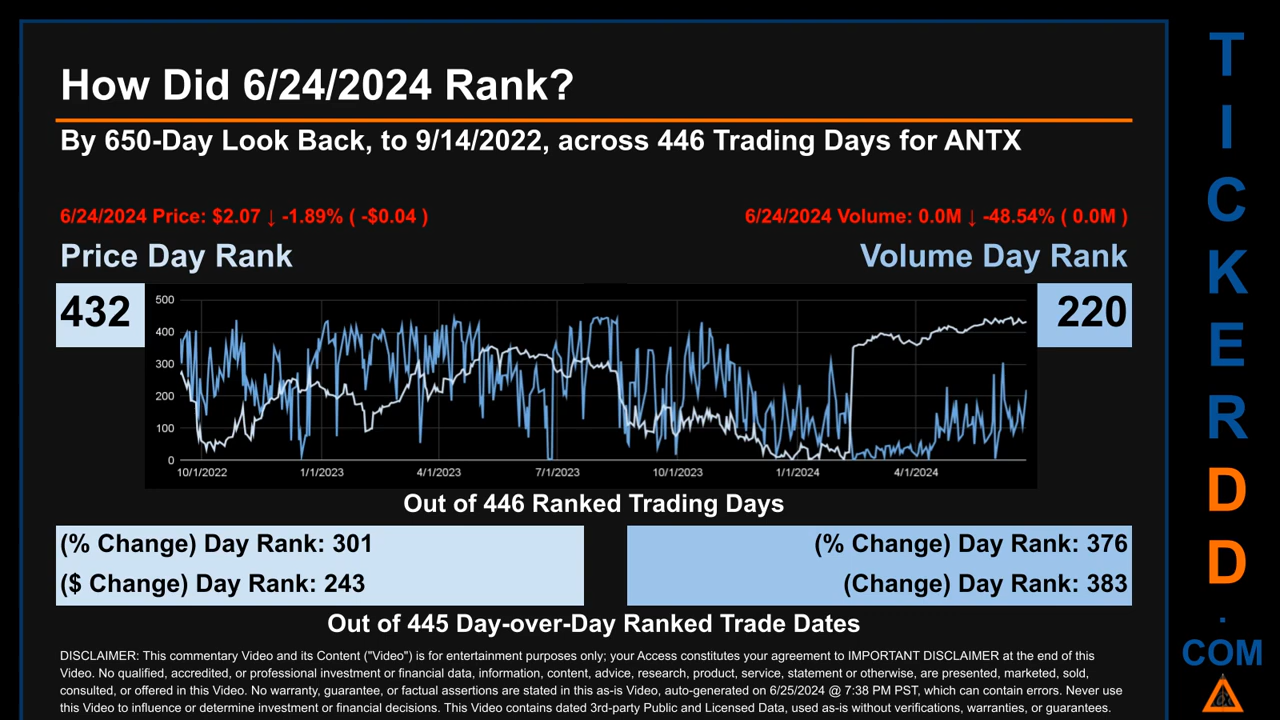 How Did 6/24/2024 Rank?
By 650-Day Look Back, to 9/14/2022, across 446 Trading Days for ANTX
6/24/2024 Price: $2.07 ↓ -1.89% ( -$0.04 )
6/24/2024 Volume: 0.0M ↓ -48.54% ( 0.0M )
Price Day Rank
Volume Day Rank
432
220
500
400
300
200
100
0
10/1/2022 1/1/2023 4/1/2023 7/1/2023 10/1/2023 1/1/2024 4/1/2024
Out of 446 Ranked Trading Days
(% Change) Day Rank: 301
($ Change) Day Rank: 243
(% Change) Day Rank: 376
(Change) Day Rank: 383
Out of 445 Day-over-Day Ranked Trade Dates
DISCLAIMER: This commentary Video and its Content ("Video") is for entertainment purposes only; your Access constitutes your agreement to IMPORTANT DISCLAIMER at the end of this
Video. No qualified, accredited, or professional investment or financial data, information, content, advice, research, product, service, statement or otherwise, are presented, marketed, sold,
consulted, or offered in this Video. No warranty, guarantee, or factual assertions are stated in this as-is Video, auto-generated on 6/25/2024 @ 7:38 PM PST, which can contain errors. Never use
this Video to influence or determine investment or financial decisions. This Video contains dated 3rd-party Public and Licensed Data, used as-is without verifications, warranties, or guarantees.
T
I
C
K
E
R
D
D
.
COM